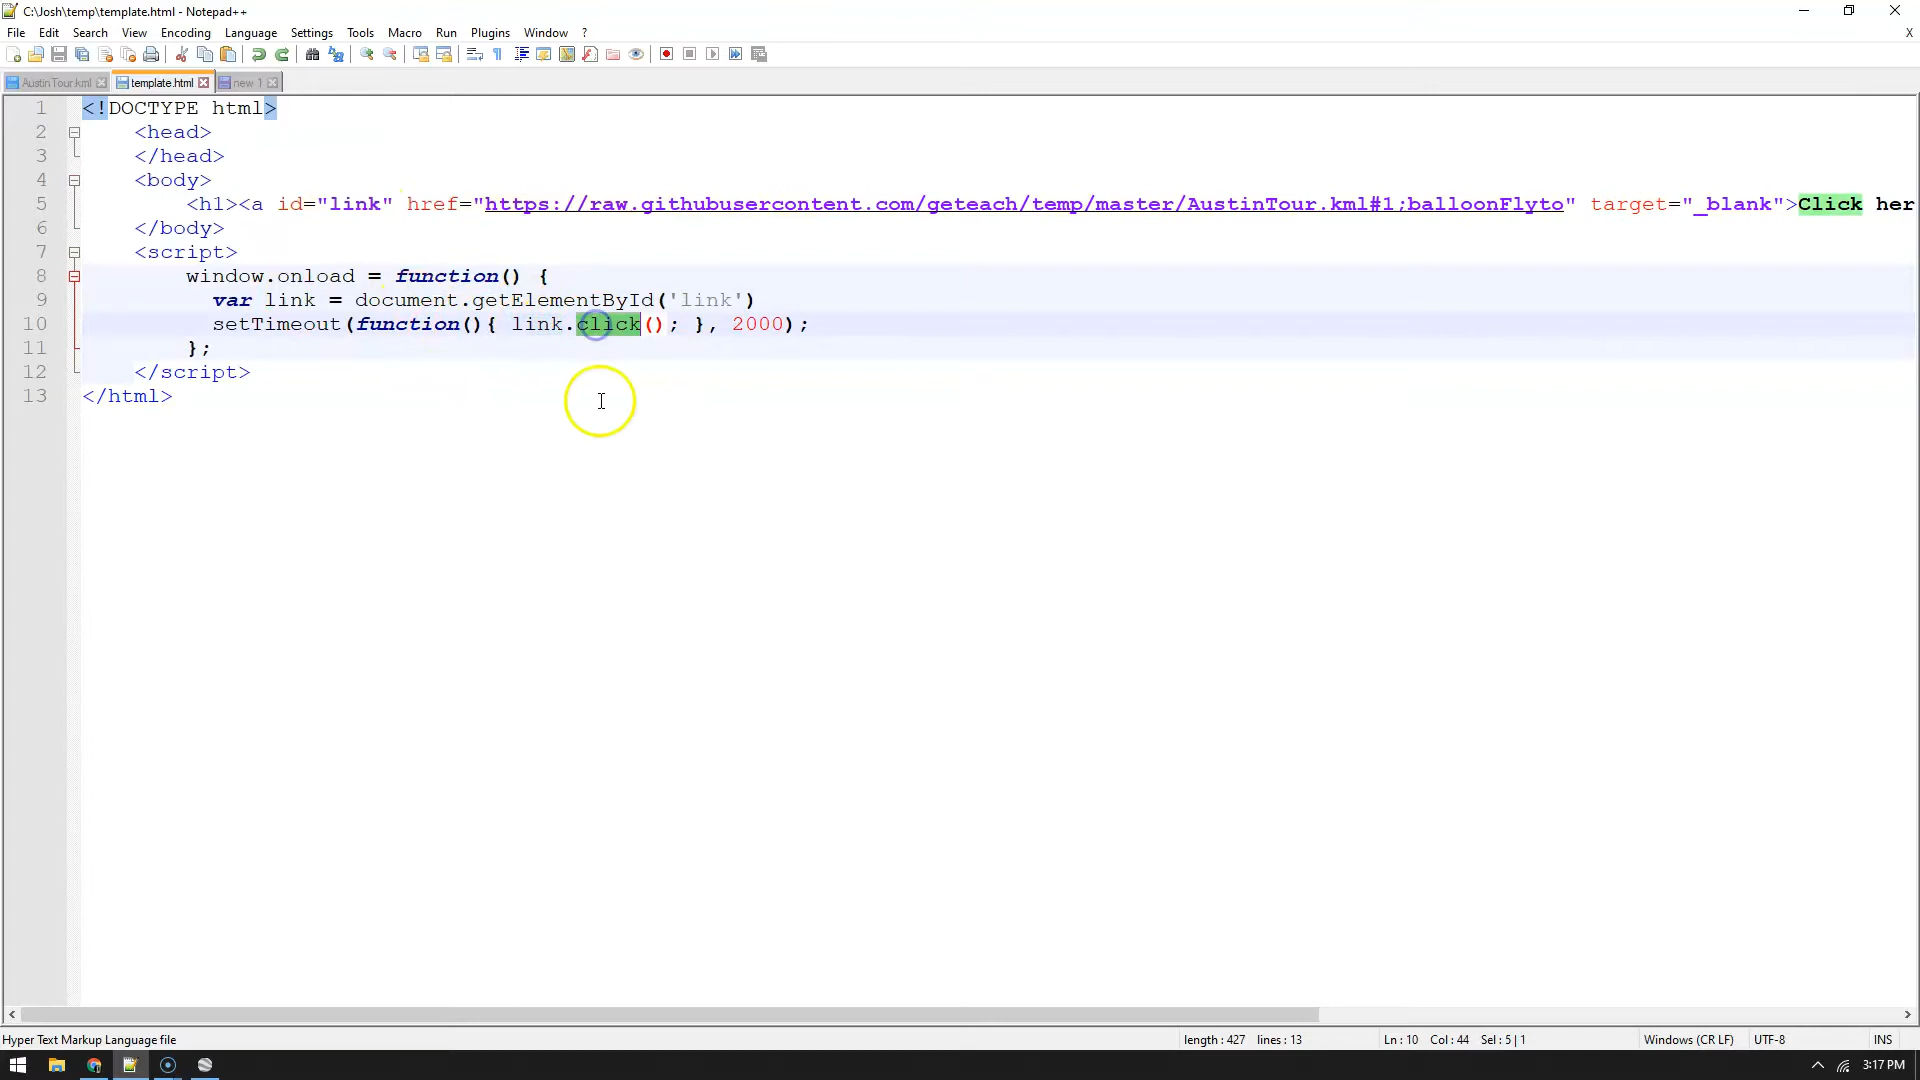 C:\Josh\temp\template.html - Notepad++
File Edit Search View Encoding Language Settings Tools Macro Run Plugins Window ? X
Austin Tour.kml template.html new 1
1 <!DOCTYPE html>
2 <head>
3 </head>
4 <body>
5 <h1><a id="link" href="https://raw.githubusercontent.com/geteach/temp/master/AustinTour.kml#1;balloonFlyto" target="_blank">Click her
6 </body>
7 <script>
8 window.onload = function() {
9 var link = document.getElementById('link')
10 setTimeout(function(){ link.click(); }, 2000);
11 };
12 </script>
13 </html>
Hyper Text Markup Language file length : 427 lines : 13 Ln : 10 Col : 44 Sel : 5 | 1 Windows (CR LF) UTF-8 INS
3:17 PM